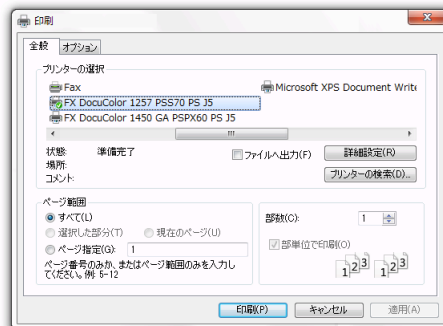 印刷
全般 オプション
プリンターの選択
Fax Microsoft XPS Document Write
FX DocuColor 1257 PSS70 PS J5
FX DocuColor 1450 GA PSPX60 PS J5
状態: 準備完了 ファイルへ出力(F) 詳細設定(R)
場所:
コメント: プリンターの検索(D)...
ページ範囲
すべて(L) 部数(C): 1
選択した部分(T) 現在のページ(U)
ページ指定(G): 1 部単位で印刷(O)
ページ番号のみか、またはページ範囲のみを入力し
てください。例: 5-12
1 2 3 1 2 3
印刷(P) キャンセル 適用(A)